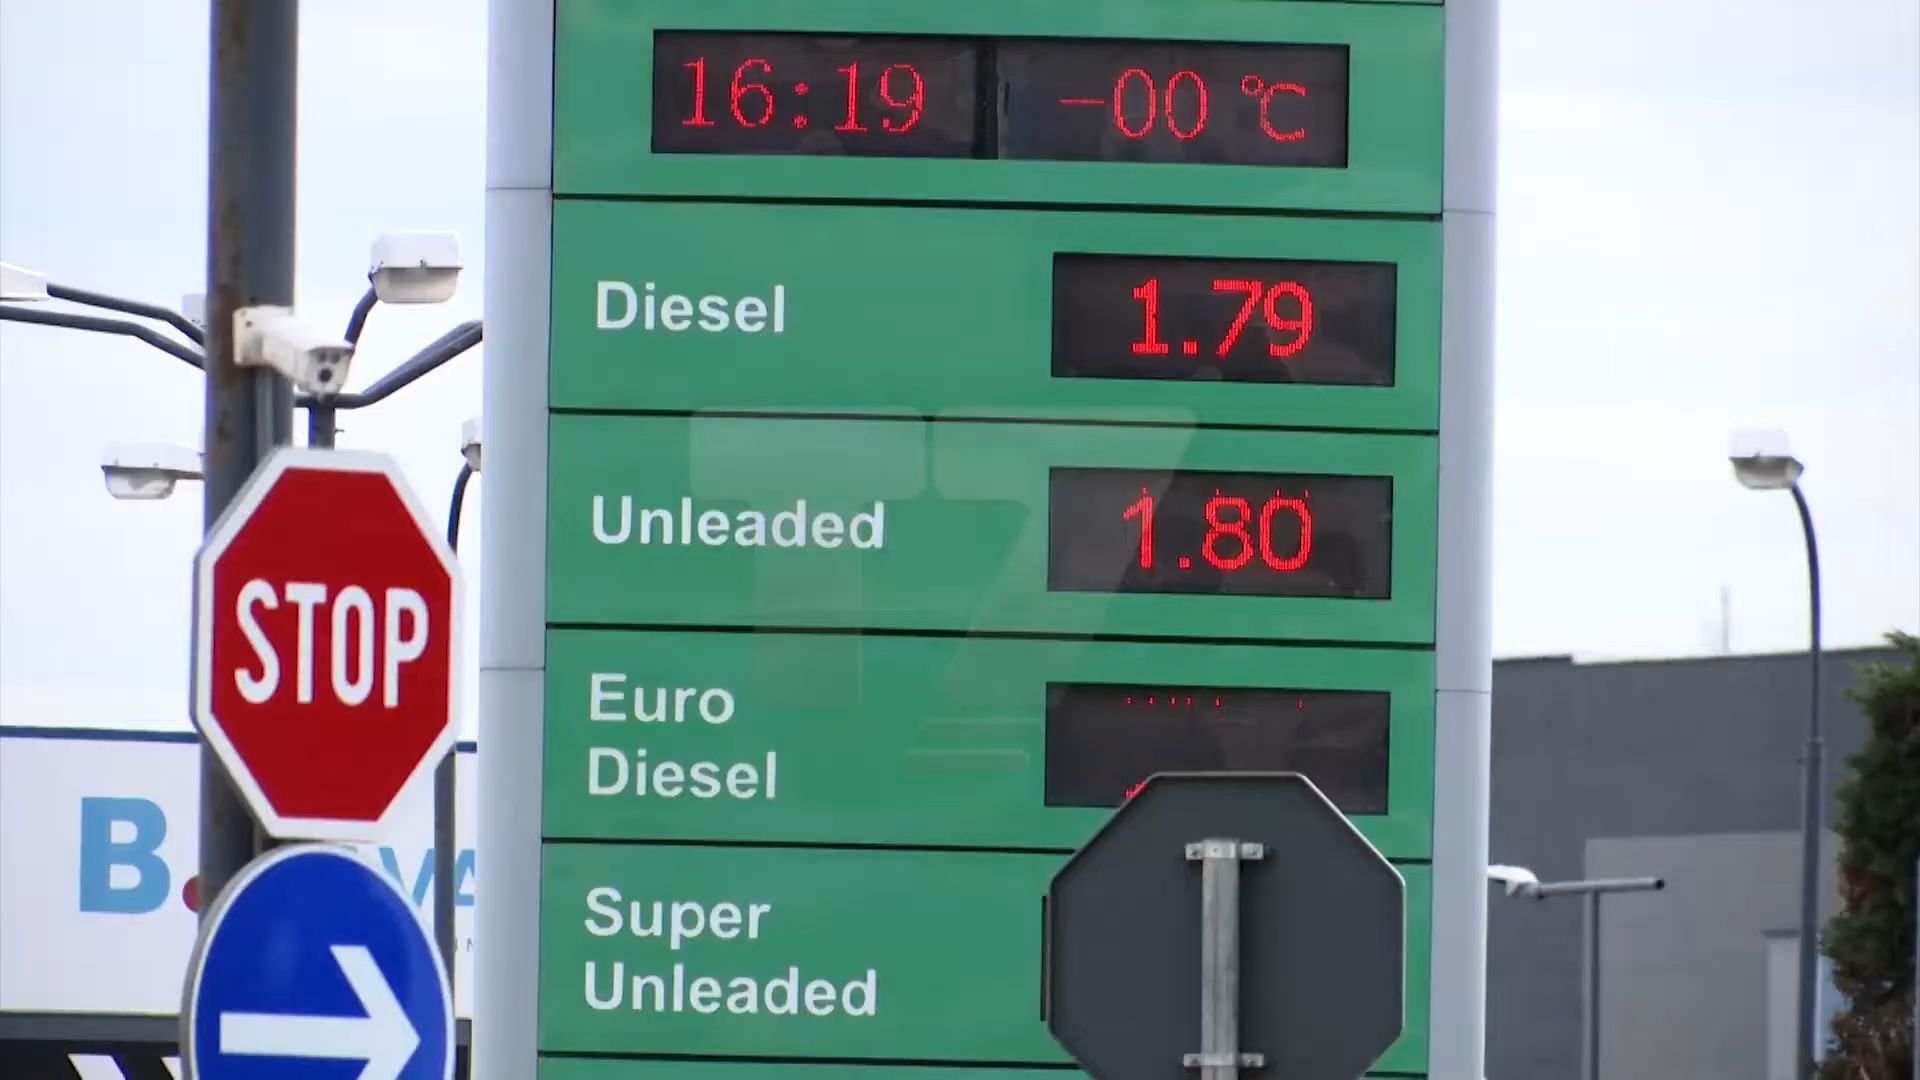 16:19 -00 °C
Diesel 1.79
Unleaded 1.80
Euro
Diesel
Super
Unleaded
STOP
B.